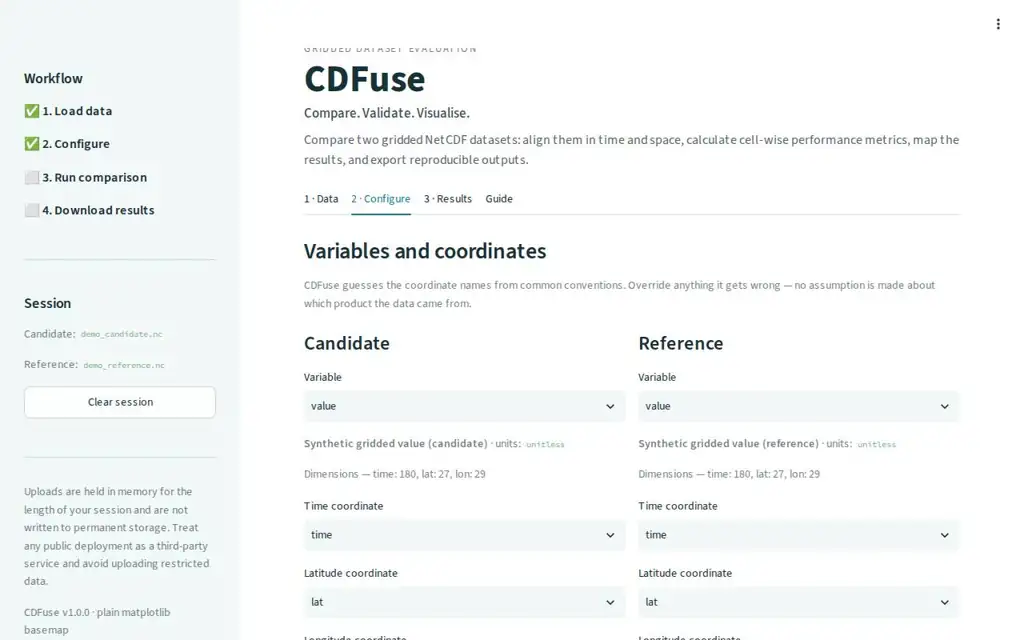 Workflow
✅ 1. Load data
✅ 2. Configure
⬜ 3. Run comparison
⬜ 4. Download results
Session
Candidate: demo_candidate.nc
Reference: demo_reference.nc
Clear session
Uploads are held in memory for the
length of your session and are not
written to permanent storage. Treat
any public deployment as a third-party
service and avoid uploading restricted
data.
CDFuse v1.0.0 · plain matplotlib
basemap
GRIDDED DATASET EVALUATION
CDFuse
Compare. Validate. Visualise.
Compare two gridded NetCDF datasets: align them in time and space, calculate cell-wise performance metrics, map the
results, and export reproducible outputs.
1 · Data 2 · Configure 3 · Results Guide
Variables and coordinates
CDFuse guesses the coordinate names from common conventions. Override anything it gets wrong — no assumption is made about
which product the data came from.
Candidate
Variable
value
Synthetic gridded value (candidate) · units: unitless
Dimensions — time: 180, lat: 27, lon: 29
Time coordinate
time
Latitude coordinate
lat
Longitude coordinate
Reference
Variable
value
Synthetic gridded value (reference) · units: unitless
Dimensions — time: 180, lat: 27, lon: 29
Time coordinate
time
Latitude coordinate
lat
Longitude coordinate